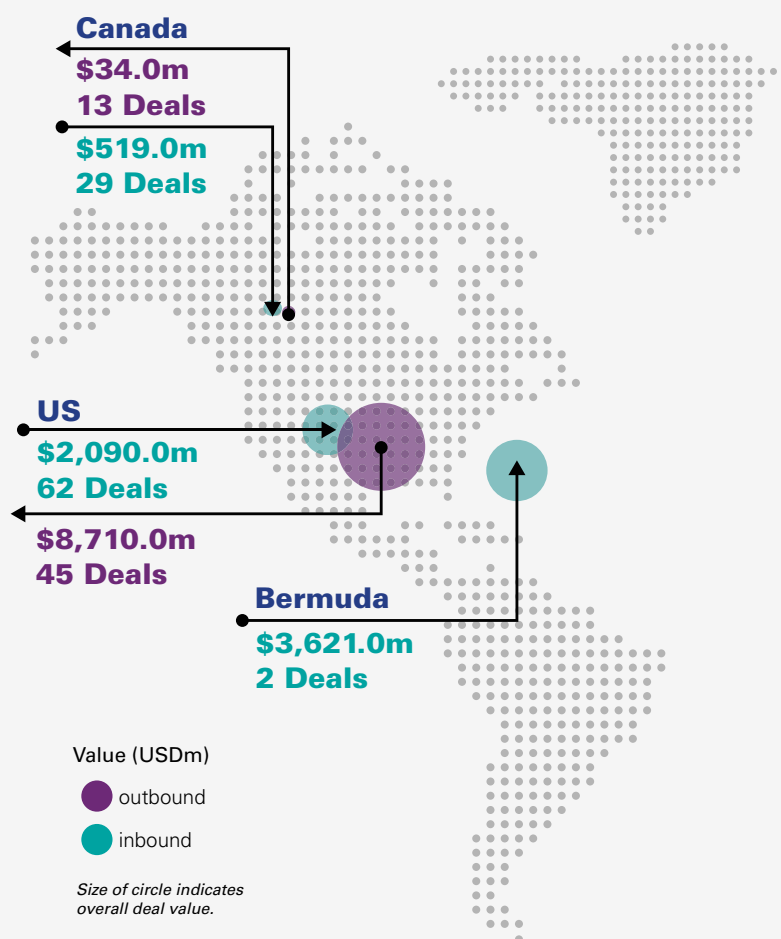 Canada
$34.0m
13 Deals
$519.0m
29 Deals
US
$2,090.0m
62 Deals
$8,710.0m
45 Deals
Bermuda
$3,621.0m
2 Deals
Value (USDm)
outbound
inbound
Size of circle indicates
overall deal value.